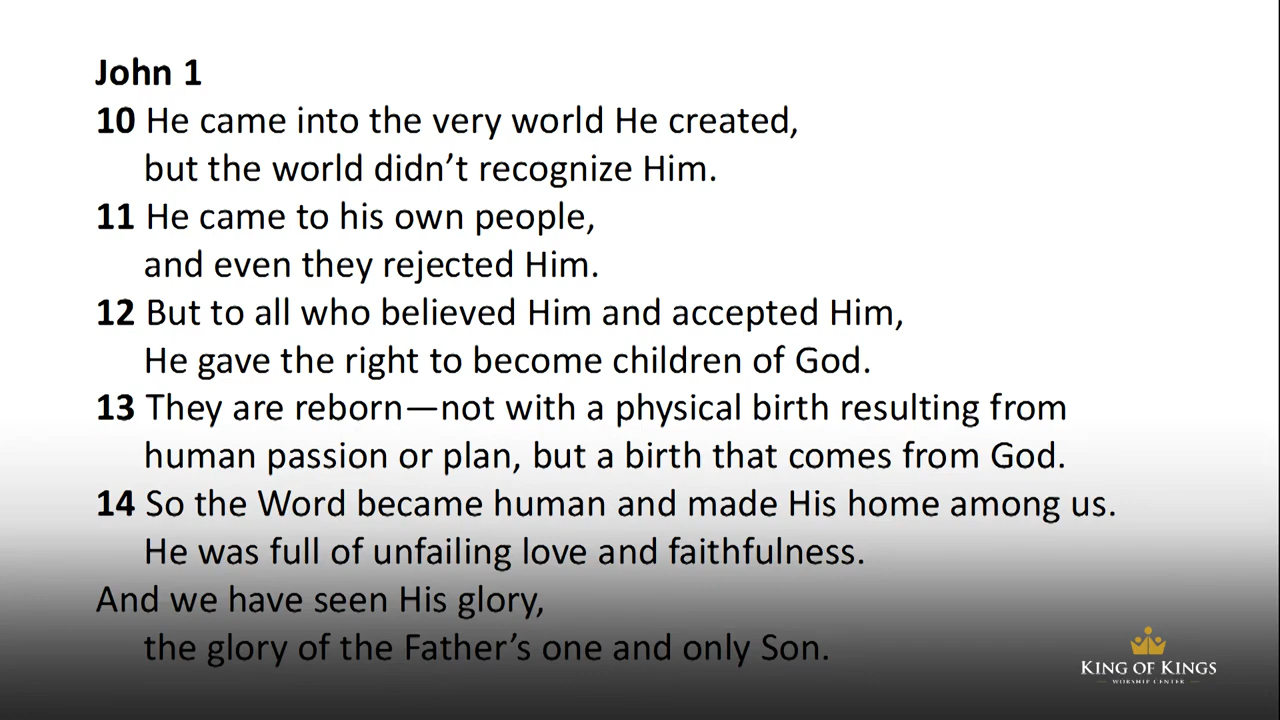 John 1
10 He came into the very world He created,
but the world didn’t recognize Him.
11 He came to his own people,
and even they rejected Him.
12 But to all who believed Him and accepted Him,
He gave the right to become children of God.
13 They are reborn—not with a physical birth resulting from
human passion or plan, but a birth that comes from God.
14 So the Word became human and made His home among us.
He was full of unfailing love and faithfulness.
And we have seen His glory,
the glory of the Father’s one and only Son.
KING OF KINGS
WORSHIP CENTER